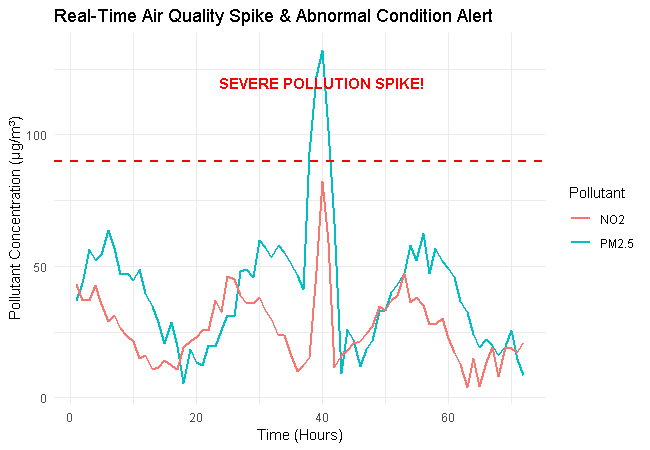 Real-Time Air Quality Spike & Abnormal Condition Alert
SEVERE POLLUTION SPIKE!
Pollutant Concentration (µg/m³)
100
50
0
0 20 40 60
Time (Hours)
Pollutant
NO2
PM2.5